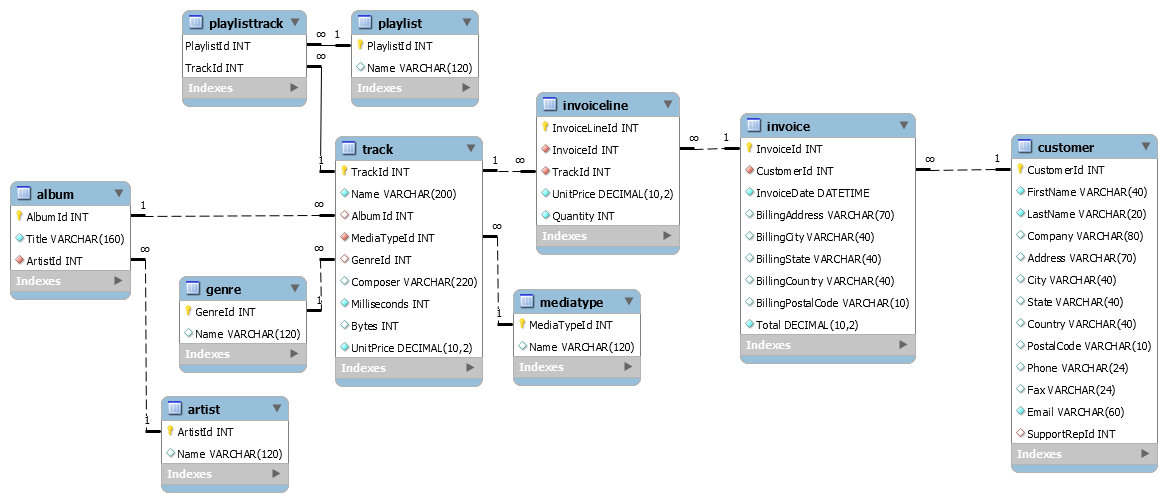 playlisttrack
PlaylistId INT
TrackId INT
Indexes
∞
1
∞
playlist
PlaylistId INT
Name VARCHAR(120)
Indexes
invoiceline
InvoiceLineId INT
InvoiceId INT
TrackId INT
UnitPrice DECIMAL(10,2)
Quantity INT
Indexes
∞
1
invoice
InvoiceId INT
CustomerId INT
InvoiceDate DATETIME
BillingAddress VARCHAR(70)
BillingCity VARCHAR(40)
BillingState VARCHAR(40)
BillingCountry VARCHAR(40)
BillingPostalCode VARCHAR(10)
Total DECIMAL(10,2)
Indexes
∞
1
customer
CustomerId INT
FirstName VARCHAR(40)
LastName VARCHAR(20)
Company VARCHAR(80)
Address VARCHAR(70)
City VARCHAR(40)
State VARCHAR(40)
Country VARCHAR(40)
PostalCode VARCHAR(10)
Phone VARCHAR(24)
Fax VARCHAR(24)
Email VARCHAR(60)
SupportRepId INT
Indexes
1
track
TrackId INT
Name VARCHAR(200)
AlbumId INT
MediaTypeId INT
GenreId INT
Composer VARCHAR(220)
Milliseconds INT
Bytes INT
UnitPrice DECIMAL(10,2)
Indexes
1
∞
album
AlbumId INT
Title VARCHAR(160)
ArtistId INT
Indexes
1
∞
∞
∞
1
∞
1
genre
GenreId INT
Name VARCHAR(120)
Indexes
mediatype
MediaTypeId INT
Name VARCHAR(120)
Indexes
1
artist
ArtistId INT
Name VARCHAR(120)
Indexes